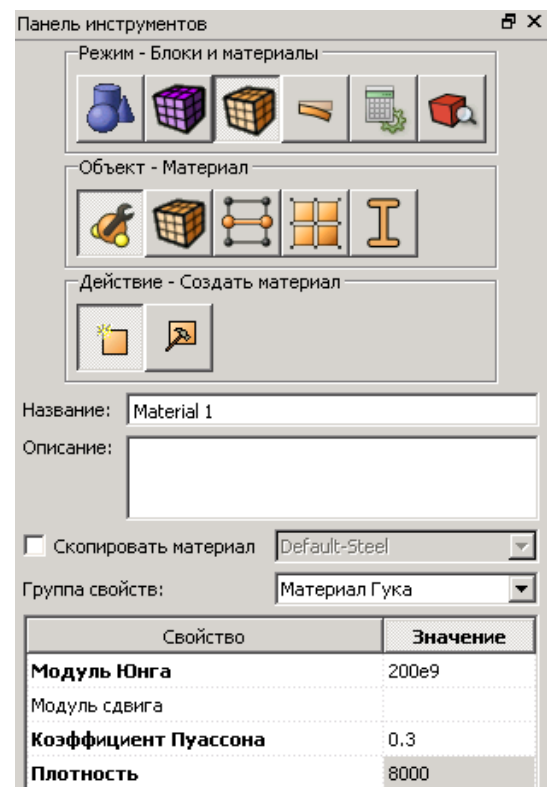 Панель инструментов
Режим - Блоки и материалы
Объект - Материал
Действие - Создать материал
Название: Material 1
Описание:
Скопировать материал Default-Steel
Группа свойств: Материал Гука
Свойство Значение
Модуль Юнга 200e9
Модуль сдвига
Коэффициент Пуассона 0.3
Плотность 8000